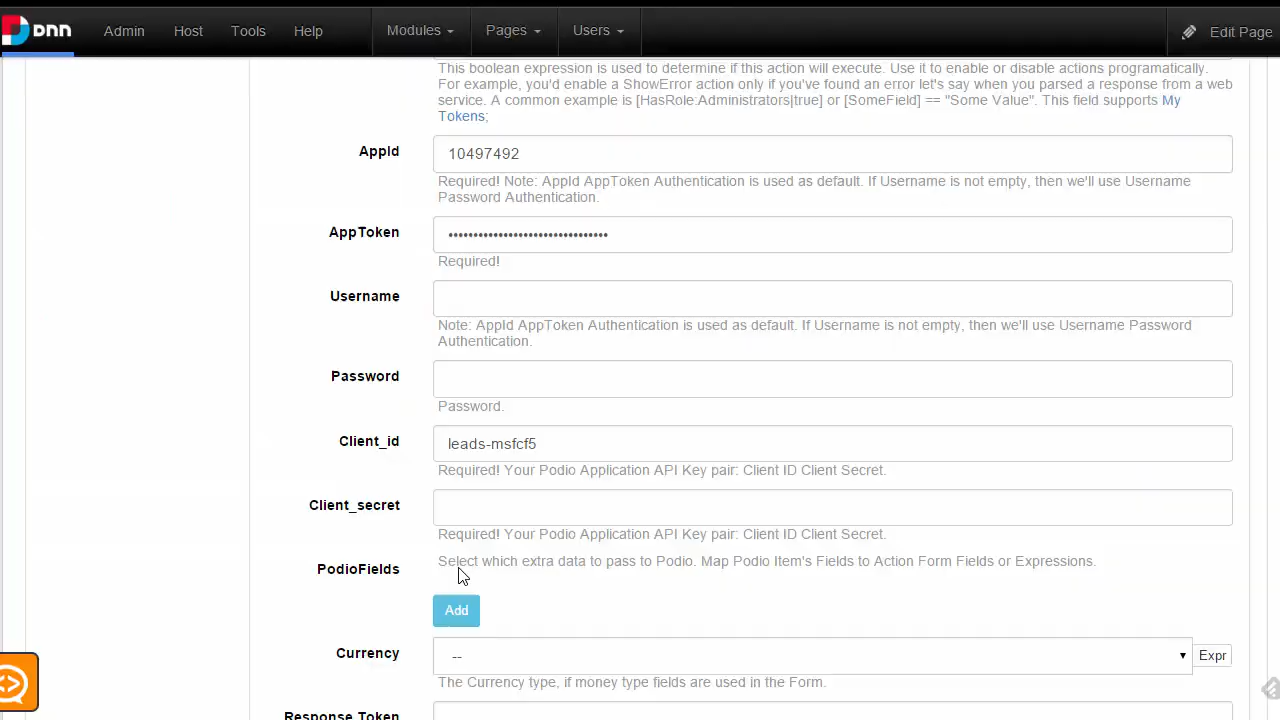 DNN Admin Host Tools Help Modules Pages Users Edit Page
This boolean expression is used to determine if this action will execute. Use it to enable or disable actions programatically.
For example, you'd enable a ShowError action only if you've found an error let's say when you parsed a response from a web
service. A common example is [HasRole:Administrators|true] or [SomeField] == "Some Value". This field supports My
Tokens;
AppId 10497492
Required! Note: AppId AppToken Authentication is used as default. If Username is not empty, then we'll use Username
Password Authentication.
AppToken ••••••••••••••••••••••••••••••••
Required!
Username
Note: AppId AppToken Authentication is used as default. If Username is not empty, then we'll use Username Password
Authentication.
Password
Password.
Client_id leads-msfcf5
Required! Your Podio Application API Key pair: Client ID Client Secret.
Client_secret
Required! Your Podio Application API Key pair: Client ID Client Secret.
PodioFields Select which extra data to pass to Podio. Map Podio Item's Fields to Action Form Fields or Expressions.
Add
Currency -- Expr
The Currency type, if money type fields are used in the Form.
Response Token